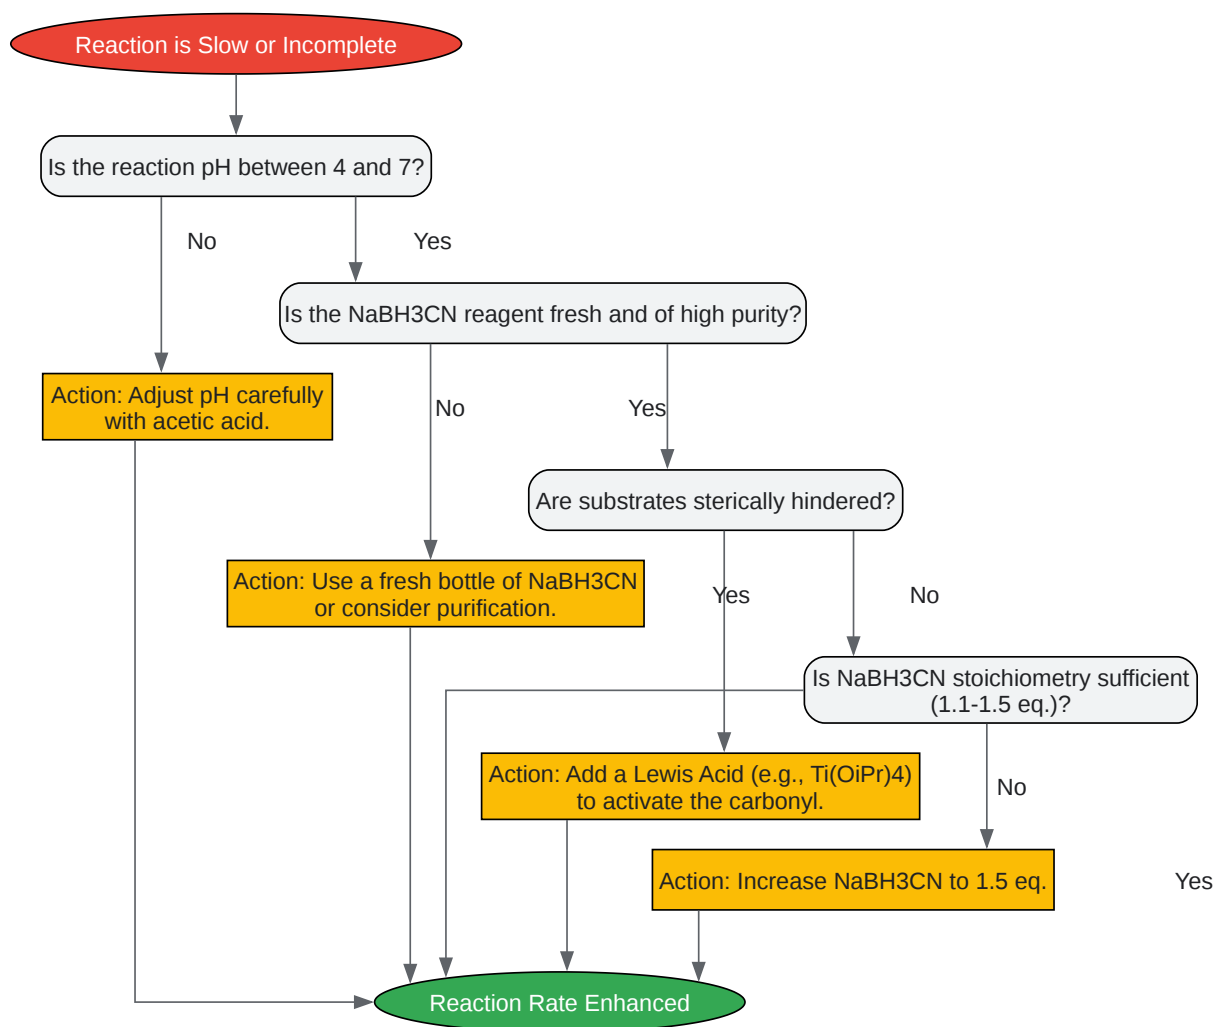 Reaction is Slow or Incomplete
Is the reaction pH between 4 and 7?
No
Yes
Is the NaBH3CN reagent fresh and of high purity?
Action: Adjust pH carefully
with acetic acid.
No
Yes
Are substrates sterically hindered?
Action: Use a fresh bottle of NaBH3CN
or consider purification.
Yes
No
Is NaBH3CN stoichiometry sufficient
(1.1-1.5 eq.)?
Action: Add a Lewis Acid (e.g., Ti(OiPr)4)
to activate the carbonyl.
No
Action: Increase NaBH3CN to 1.5 eq.
Yes
Reaction Rate Enhanced